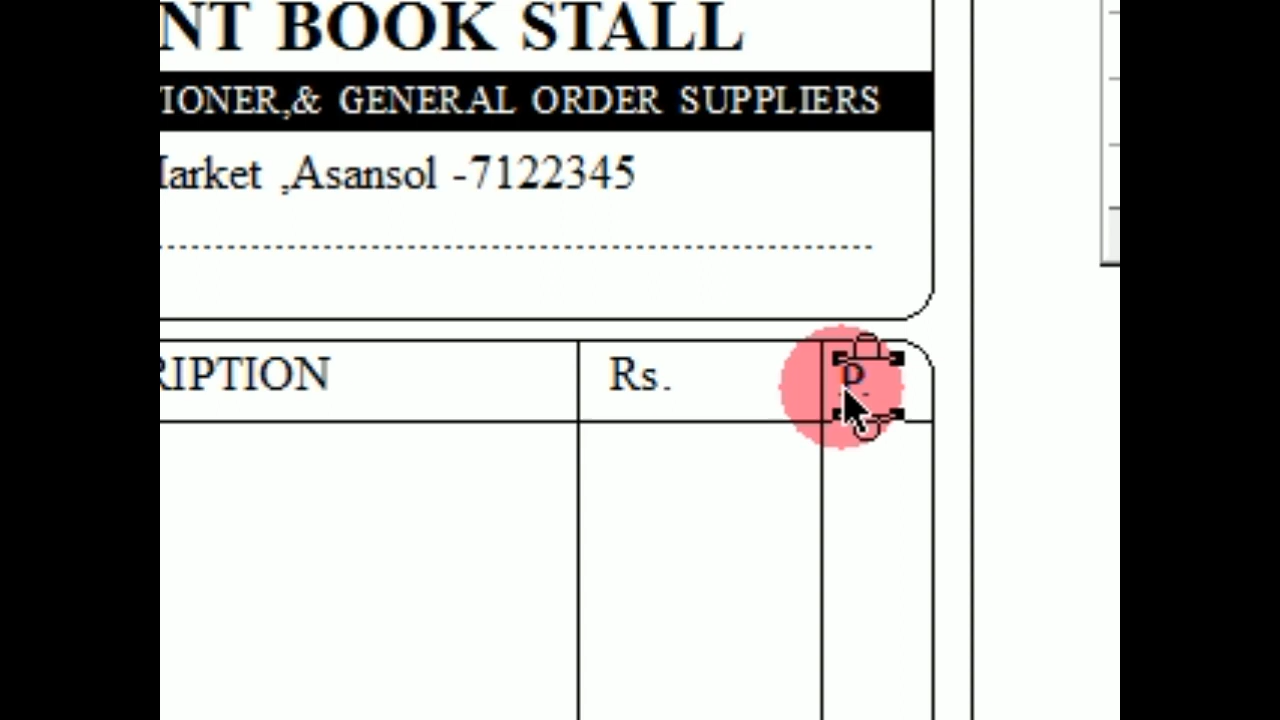 NT BOOK STALL
IONER,& GENERAL ORDER SUPPLIERS
arket ,Asansol -7122345
RIPTION Rs. P